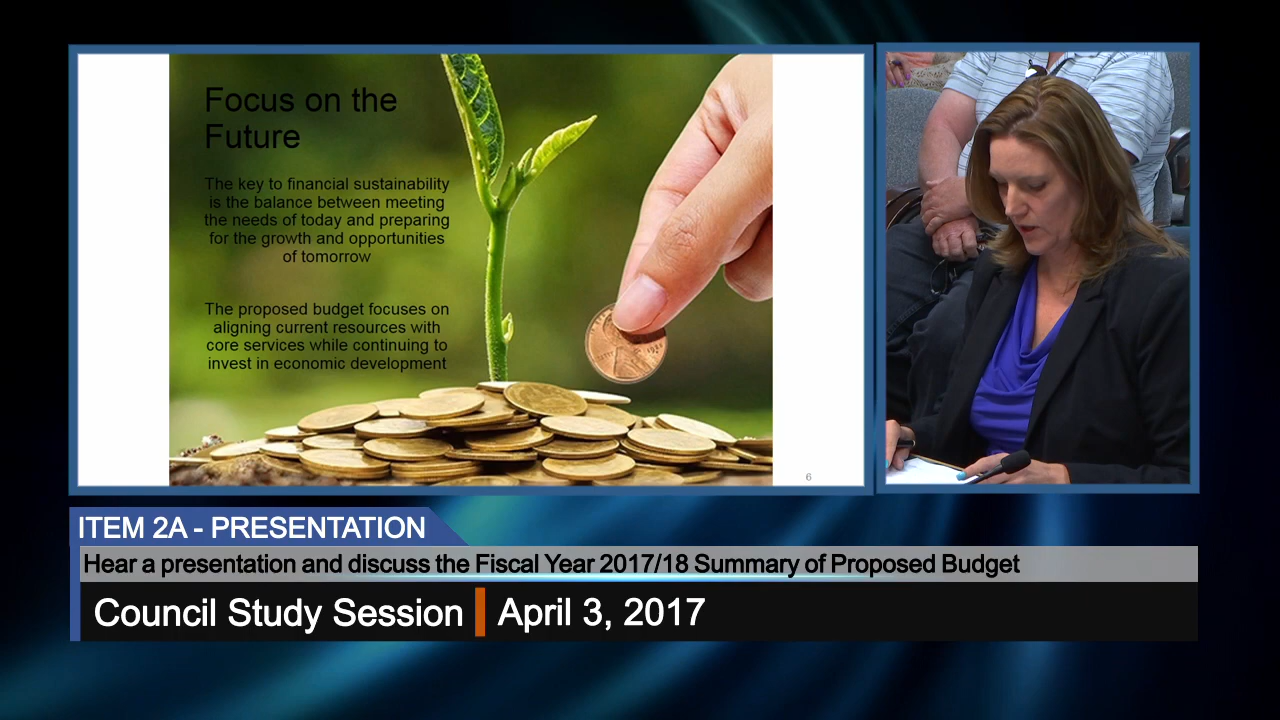 Focus on the
Future
The key to financial sustainability
is the balance between meeting
the needs of today and preparing
for the growth and opportunities
of tomorrow
The proposed budget focuses on
aligning current resources with
core services while continuing to
invest in economic development
6
ITEM 2A - PRESENTATION
Hear a presentation and discuss the Fiscal Year 2017/18 Summary of Proposed Budget
Council Study Session
April 3, 2017